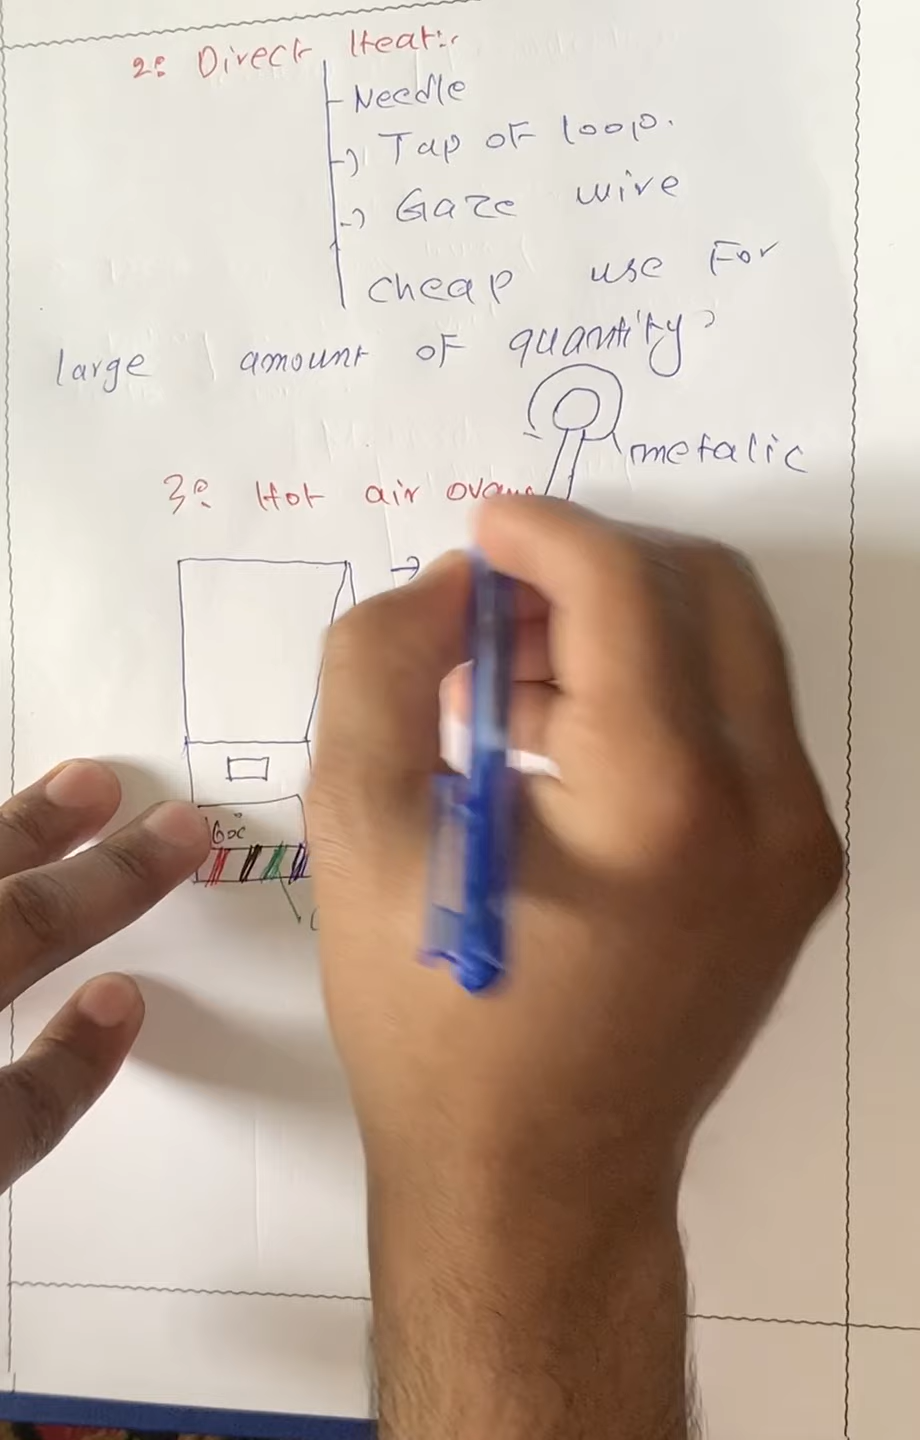 2: Direct Heat:
- Needle
-> Tap of loop.
-> Gaze wire
cheap use For
large amount of quantity
metalic
3: Hot air
160c